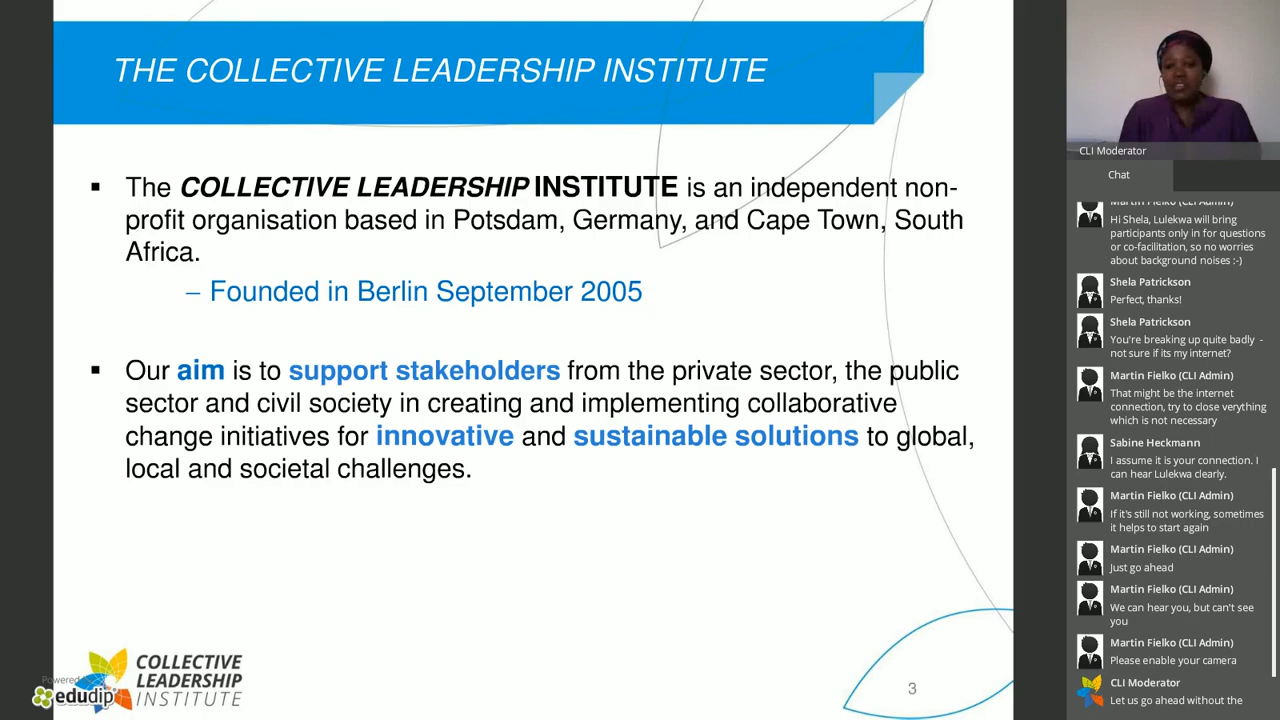 THE COLLECTIVE LEADERSHIP INSTITUTE
▪ The COLLECTIVE LEADERSHIP INSTITUTE is an independent non-
profit organisation based in Potsdam, Germany, and Cape Town, South
Africa.
– Founded in Berlin September 2005
▪ Our aim is to support stakeholders from the private sector, the public
sector and civil society in creating and implementing collaborative
change initiatives for innovative and sustainable solutions to global,
local and societal challenges.
COLLECTIVE
LEADERSHIP
INSTITUTE
Powered
edudip
3
CLI Moderator
Chat
Martin Fielko (CLI Admin)
Hi Shela, Lulekwa will bring
participants only in for questions
or co-facilitation, so no worries
about background noises :-)
Shela Patrickson
Perfect, thanks!
Shela Patrickson
You're breaking up quite badly -
not sure if its my internet?
Martin Fielko (CLI Admin)
That might be the internet
connection, try to close verything
which is not necessary
Sabine Heckmann
I assume it is your connection. I
can hear Lulekwa clearly.
Martin Fielko (CLI Admin)
If it's still not working, sometimes
it helps to start again
Martin Fielko (CLI Admin)
Just go ahead
Martin Fielko (CLI Admin)
We can hear you, but can't see
you
Martin Fielko (CLI Admin)
Please enable your camera
CLI Moderator
Let us go ahead without the